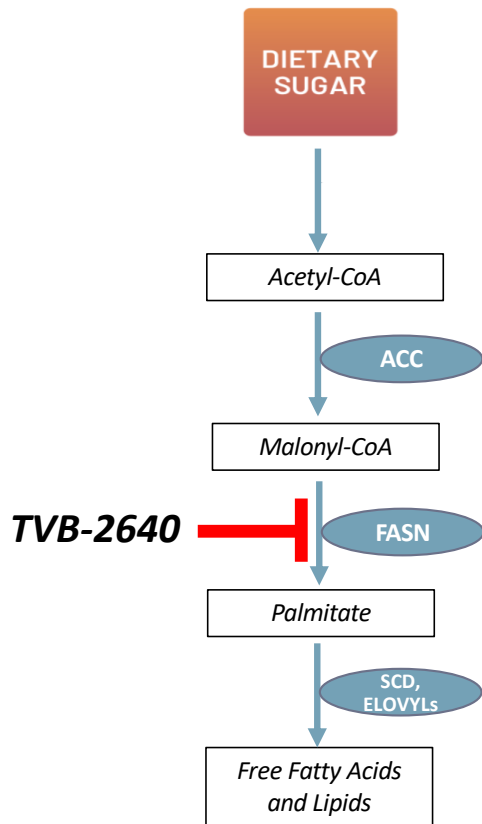 DIETARY
SUGAR
Acetyl-CoA
ACC
Malonyl-CoA
TVB-2640
FASN
Palmitate
SCD,
ELOVYLs
Free Fatty Acids
and Lipids